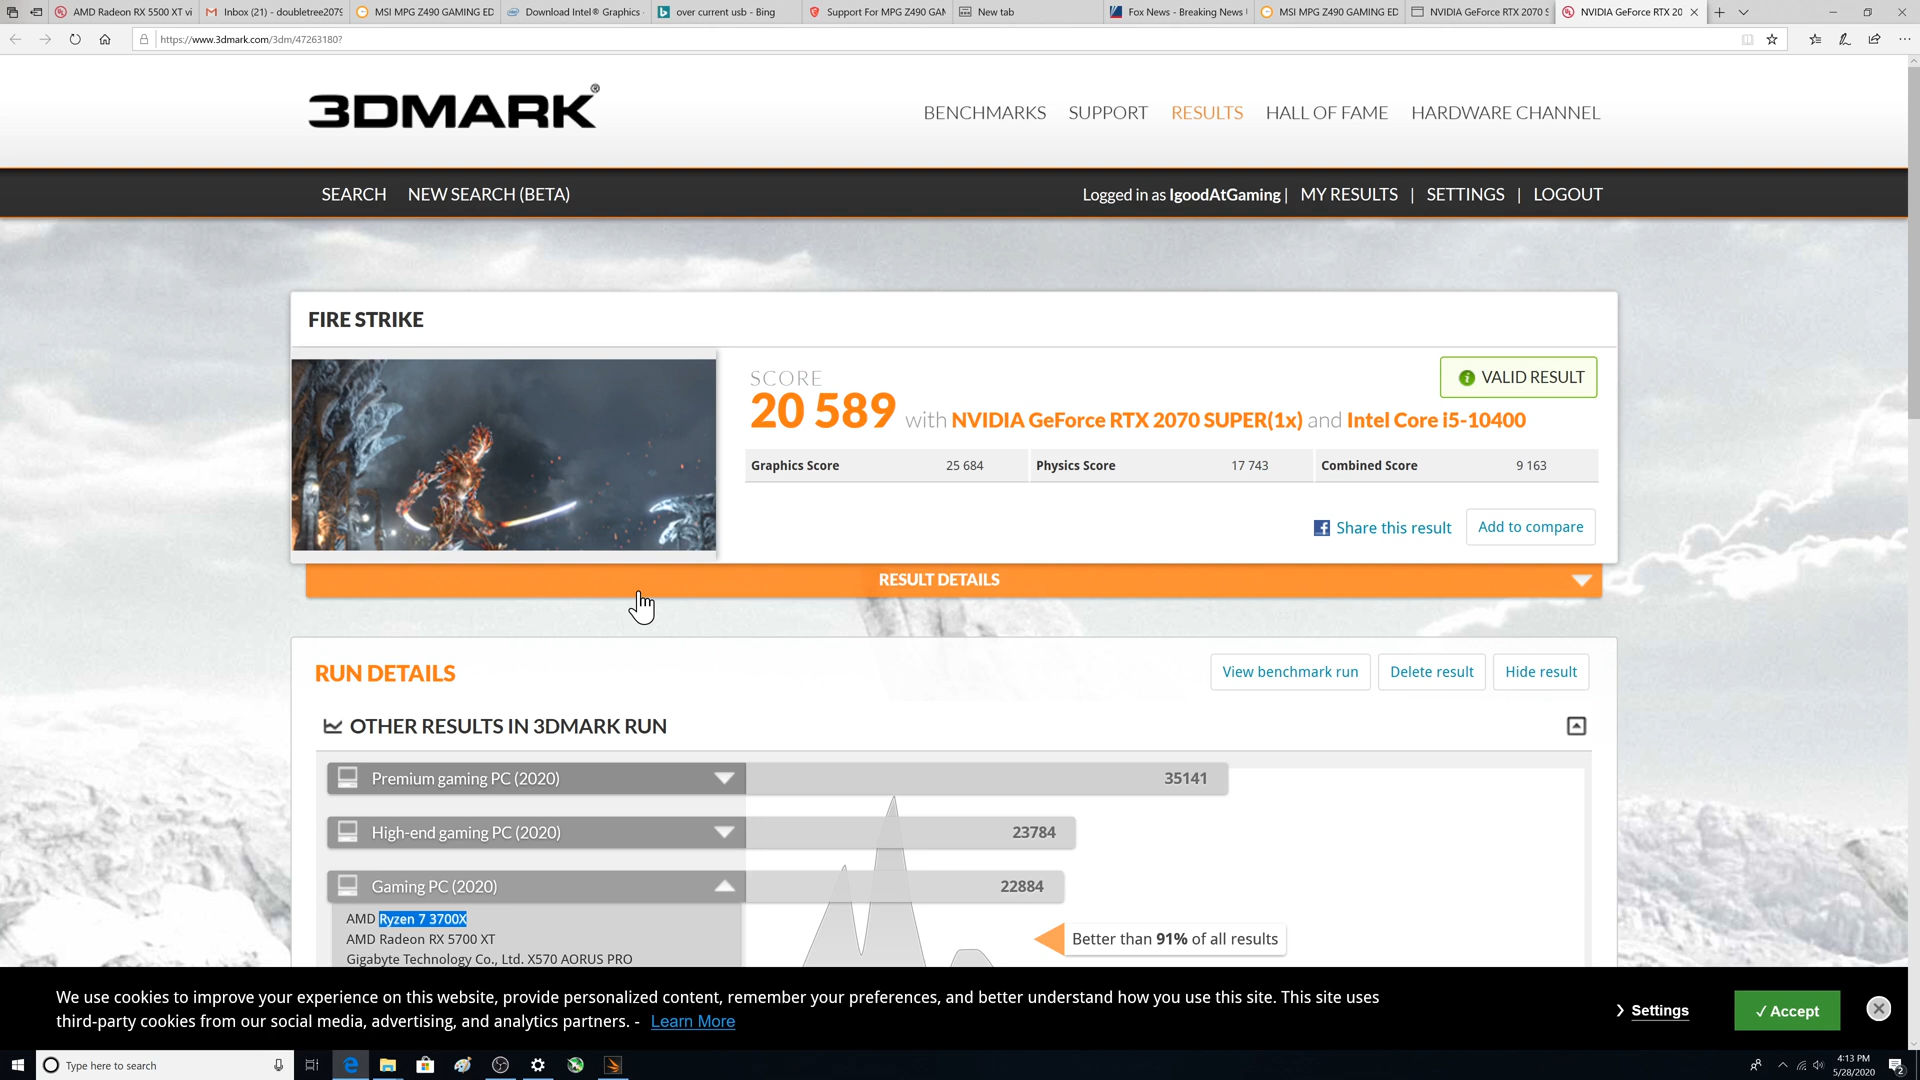 AMD Radeon RX 5500 XT vi
Inbox (21) - doubletree2079
MSI MPG Z490 GAMING ED
Download Intel® Graphics
over current usb - Bing
Support For MPG Z490 GAM
New tab
Fox News - Breaking News
MSI MPG Z490 GAMING ED
NVIDIA GeForce RTX 2070 S
NVIDIA GeForce RTX 20
https://www.3dmark.com/3dm/47263180?
3DMARK®
BENCHMARKS SUPPORT RESULTS HALL OF FAME HARDWARE CHANNEL
SEARCH NEW SEARCH (BETA)
Logged in as IgoodAtGaming | MY RESULTS | SETTINGS | LOGOUT
FIRE STRIKE
VALID RESULT
SCORE
20 589 with NVIDIA GeForce RTX 2070 SUPER(1x) and Intel Core i5-10400
Graphics Score 25 684 Physics Score 17 743 Combined Score 9 163
Share this result Add to compare
RESULT DETAILS
RUN DETAILS
View benchmark run Delete result Hide result
OTHER RESULTS IN 3DMARK RUN
Premium gaming PC (2020) 35141
High-end gaming PC (2020) 23784
Gaming PC (2020) 22884
AMD Ryzen 7 3700X
AMD Radeon RX 5700 XT
Gigabyte Technology Co., Ltd. X570 AORUS PRO
Better than 91% of all results
We use cookies to improve your experience on this website, provide personalized content, remember your preferences, and better understand how you use this site. This site uses
third-party cookies from our social media, advertising, and analytics partners. - Learn More
Settings
✓ Accept
Type here to search
4:13 PM
5/28/2020
2